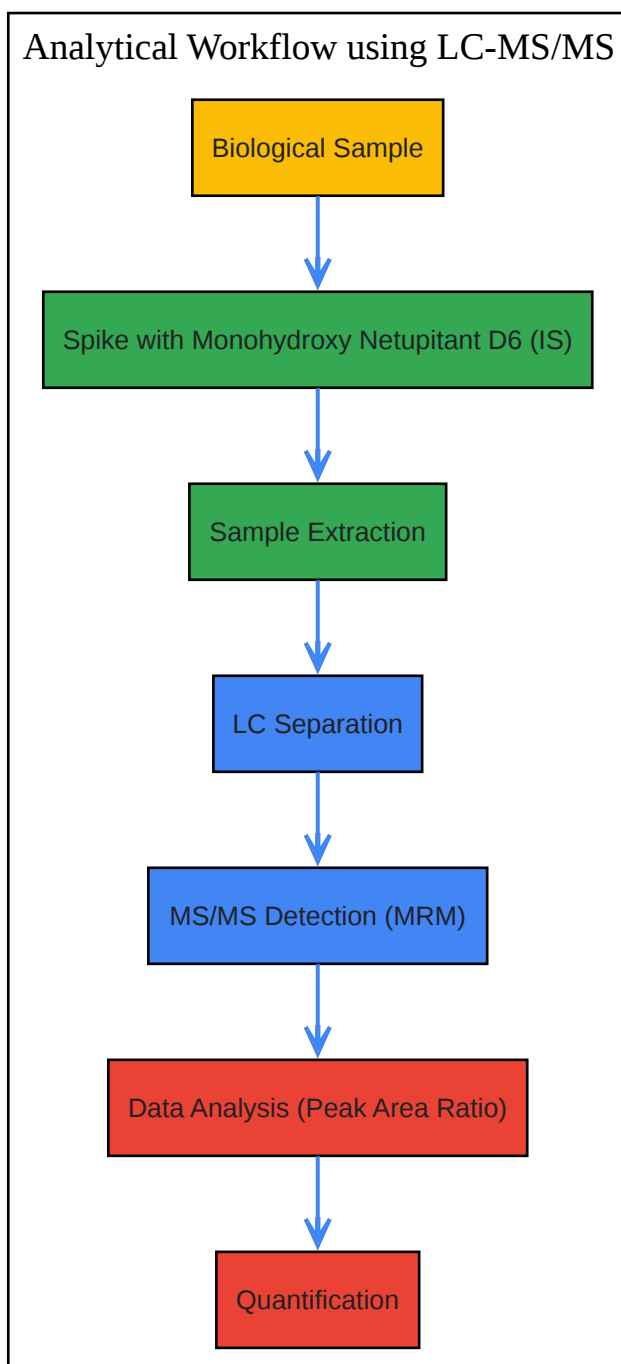 Analytical Workflow using LC-MS/MS
Biological Sample
Spike with Monohydroxy Netupitant D6 (IS)
Sample Extraction
LC Separation
MS/MS Detection (MRM)
Data Analysis (Peak Area Ratio)
Quantification